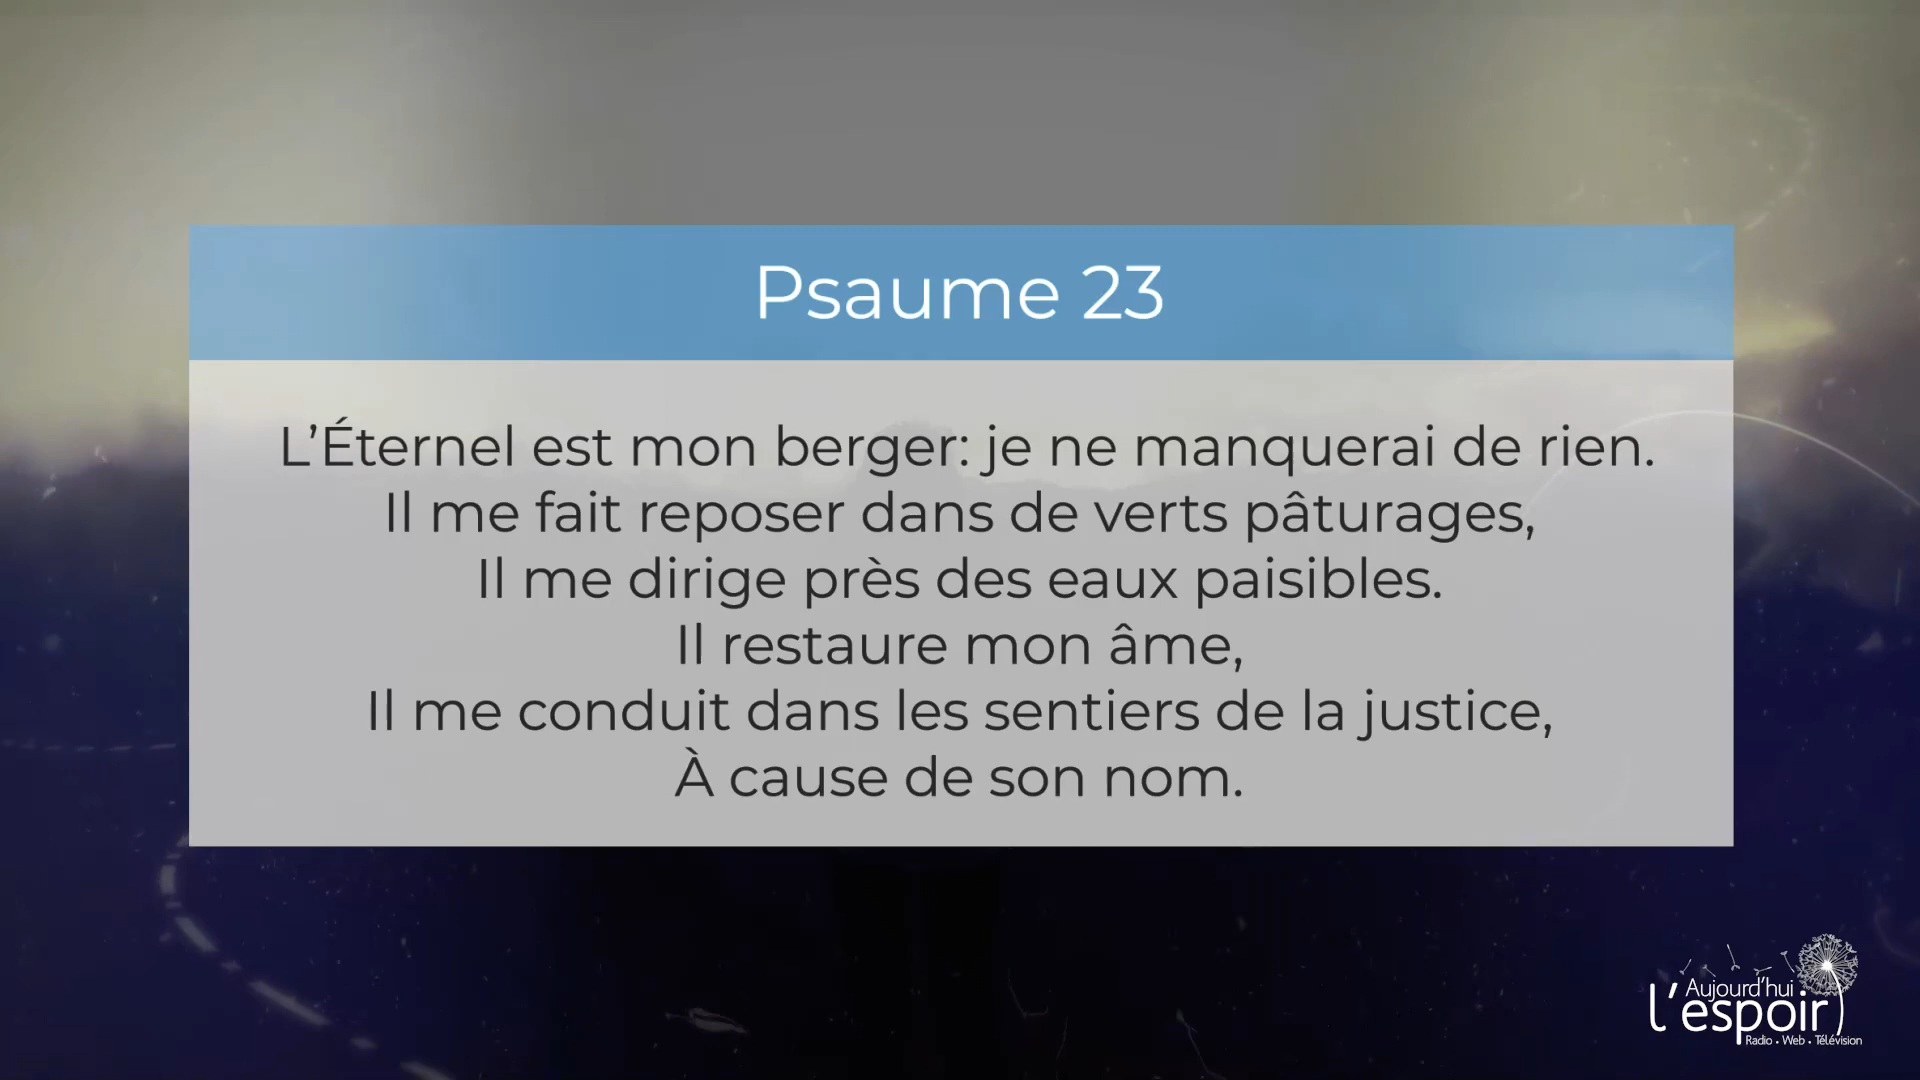 Psaume 23
L’Éternel est mon berger: je ne manquerai de rien.
Il me fait reposer dans de verts pâturages,
Il me dirige près des eaux paisibles.
Il restaure mon âme,
Il me conduit dans les sentiers de la justice,
À cause de son nom.
Aujourd’hui
l’espoir
Radio • Web • Télévision